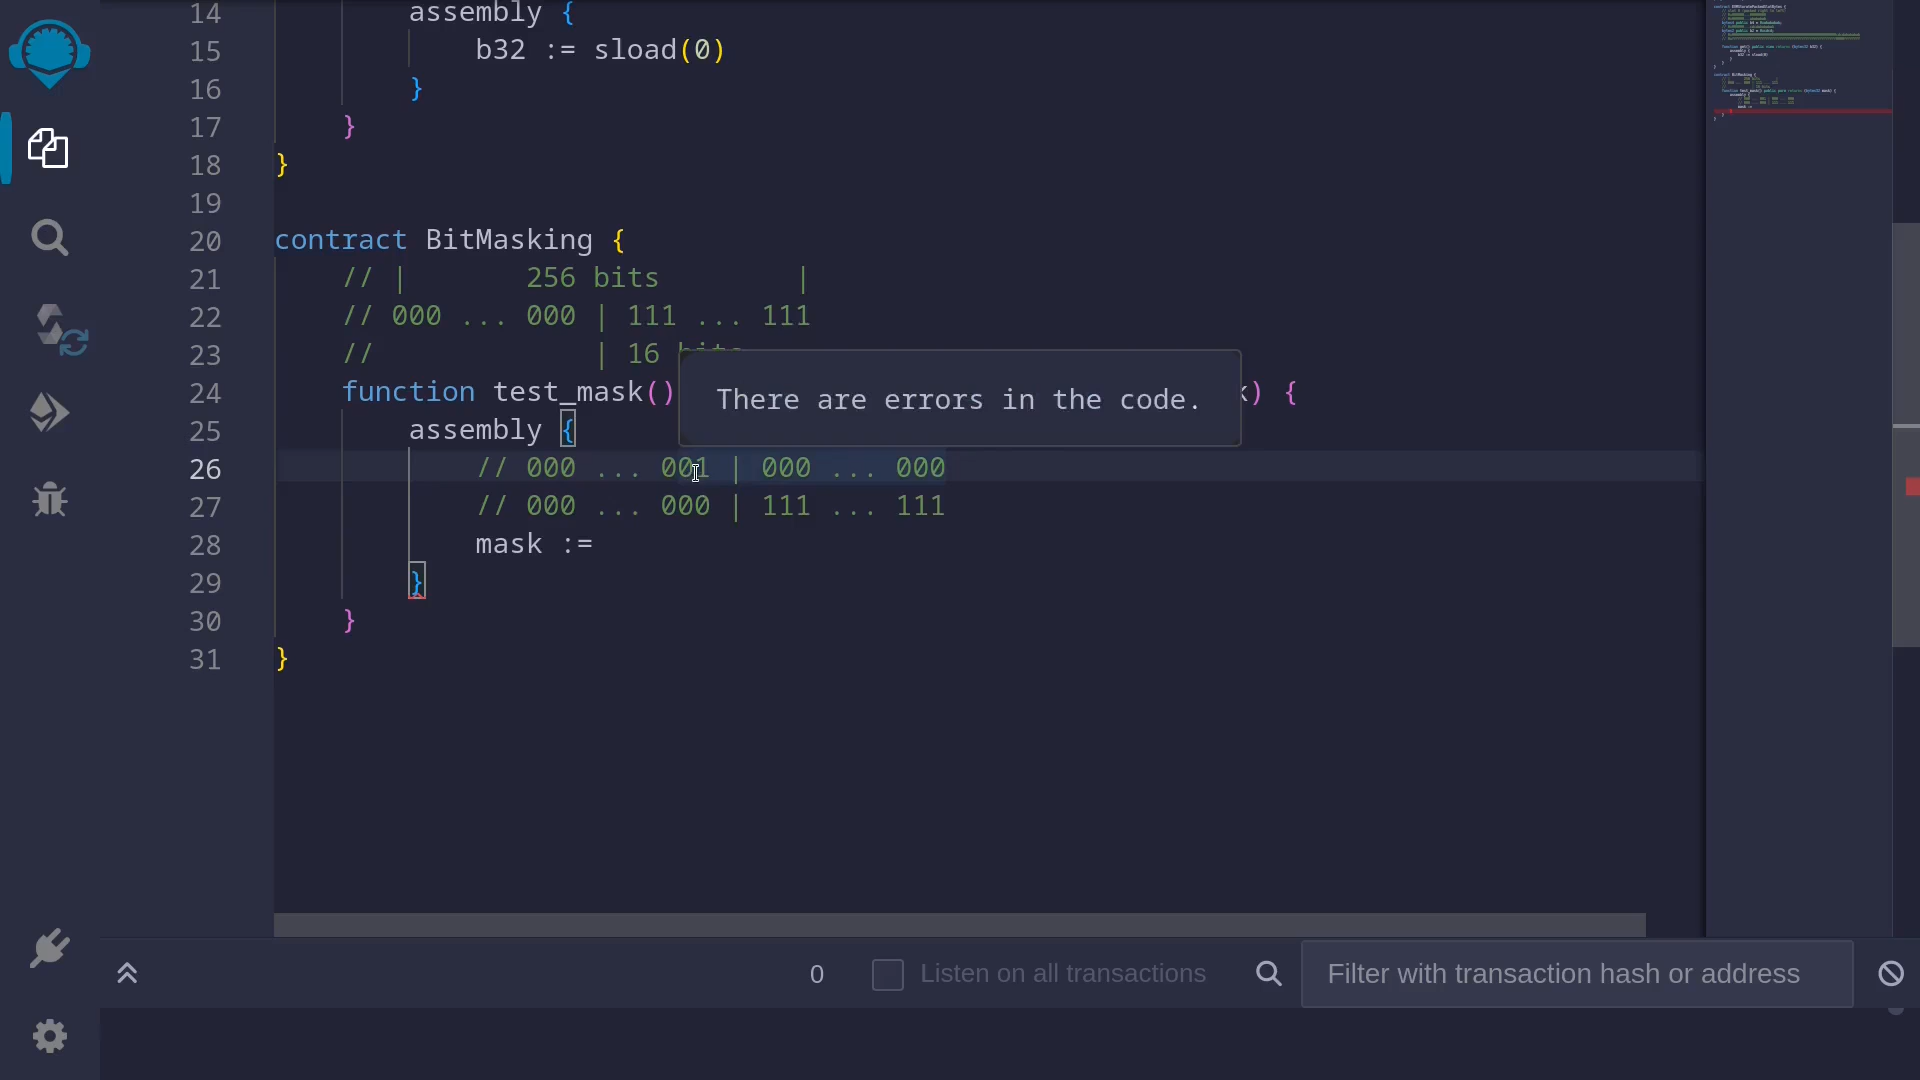 14 assembly {
15 b32 := sload(0)
16 }
17 }
18 }
19
20 contract BitMasking {
21 // | 256 bits |
22 // 000 ... 000 | 111 ... 111
23 // | 16 bits
24 function test_mask() ) {
There are errors in the code.
25 assembly {
26 // 000 ... 001 | 000 ... 000
27 // 000 ... 000 | 111 ... 111
28 mask :=
29 }
30 }
31 }
0 Listen on all transactions Filter with transaction hash or address